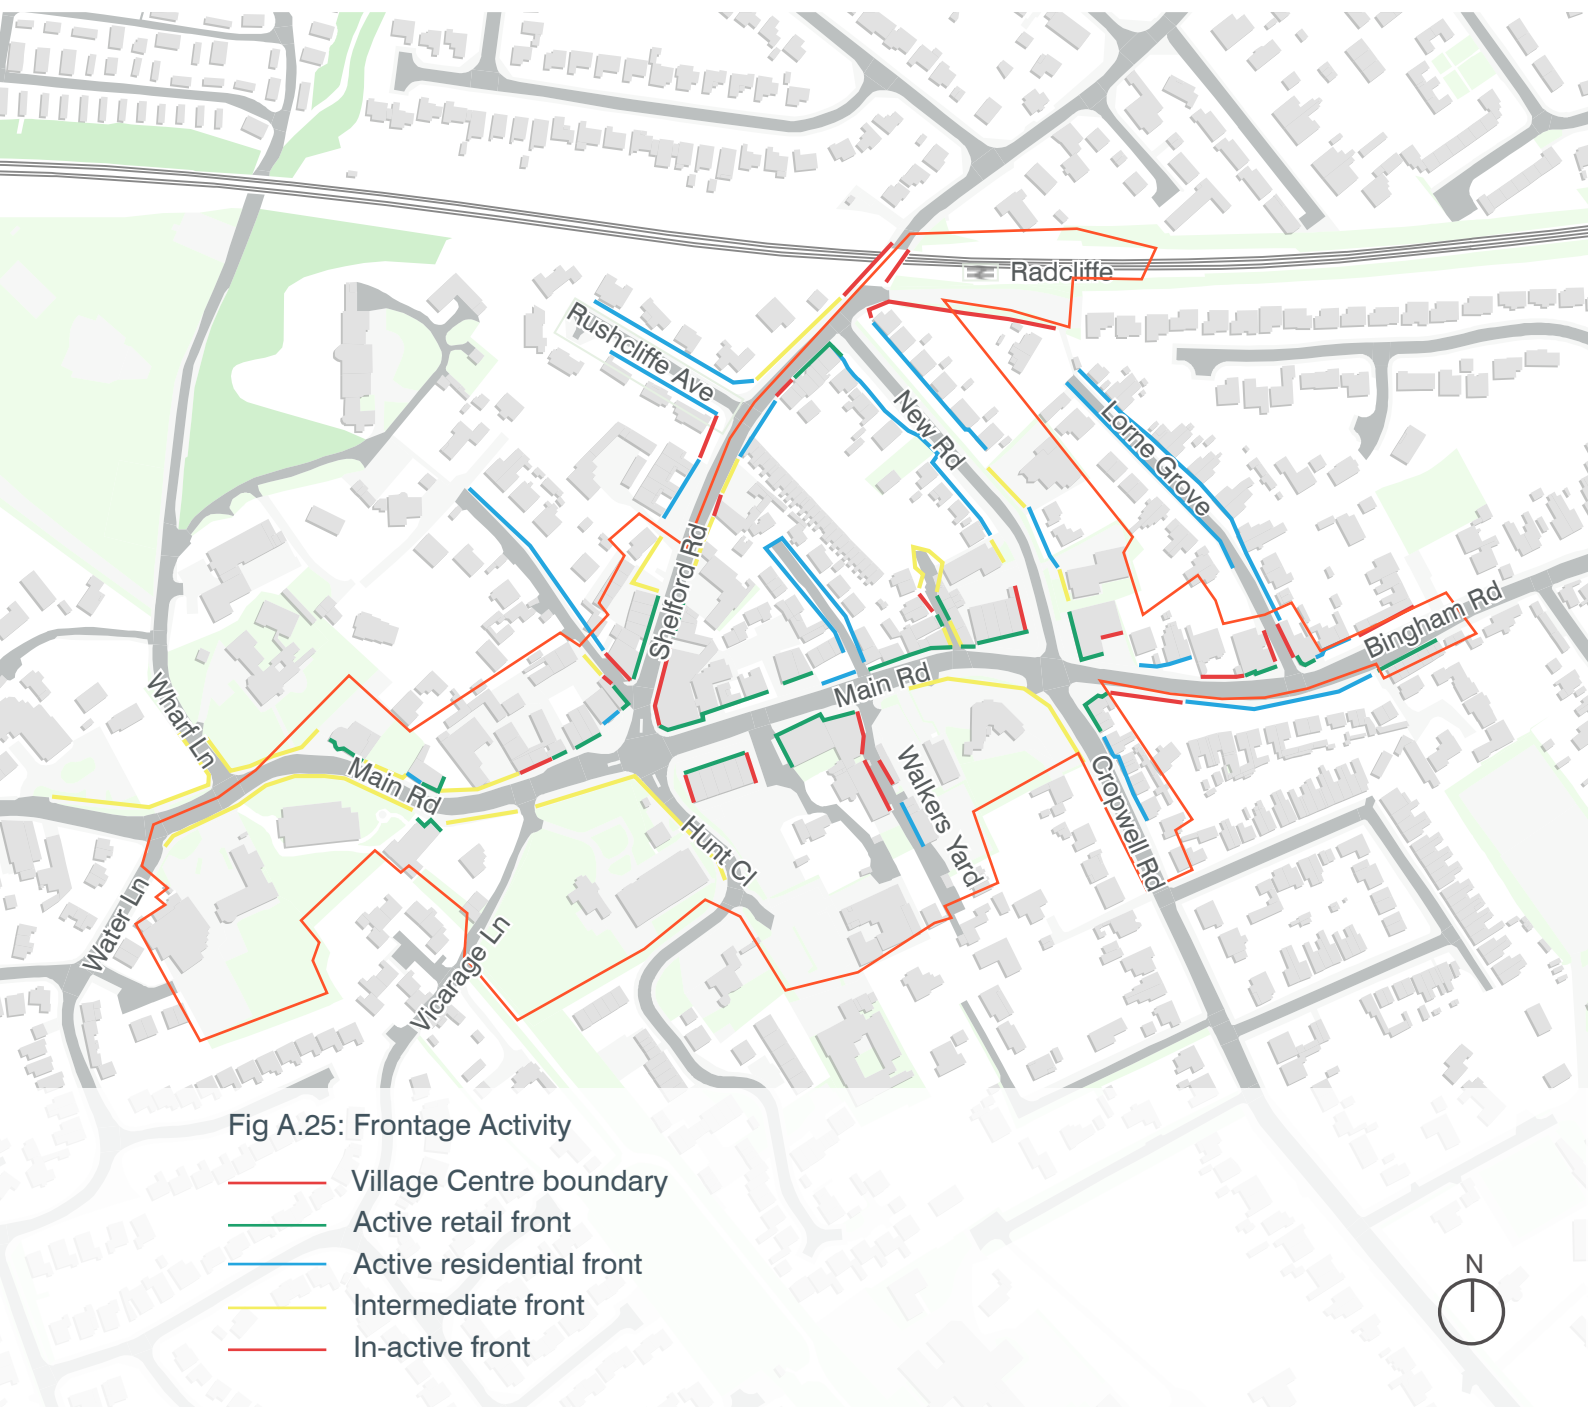 Radcliffe
Rushcliffe Ave
New Rd
Lorne Grove
Shelford Rd
Bingham Rd
Wharf Ln
Main Rd
Main Rd
Walkers Yard
Cropwell Rd
Hunt Cl
Water Ln
Vicarage Ln
Fig A.25: Frontage Activity
Village Centre boundary
Active retail front
Active residential front
Intermediate front
In-active front
N